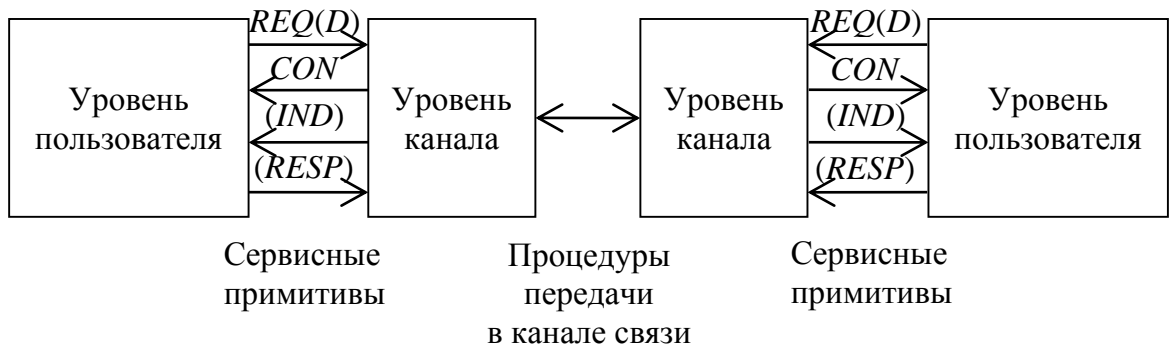 REQ(D)
CON
(IND)
(RESP)
Уровень
пользователя
Уровень
канала
Уровень
канала
REQ(D)
CON
(IND)
(RESP)
Уровень
пользователя
Сервисные
примитивы
Процедуры
передачи
в канале связи
Сервисные
примитивы